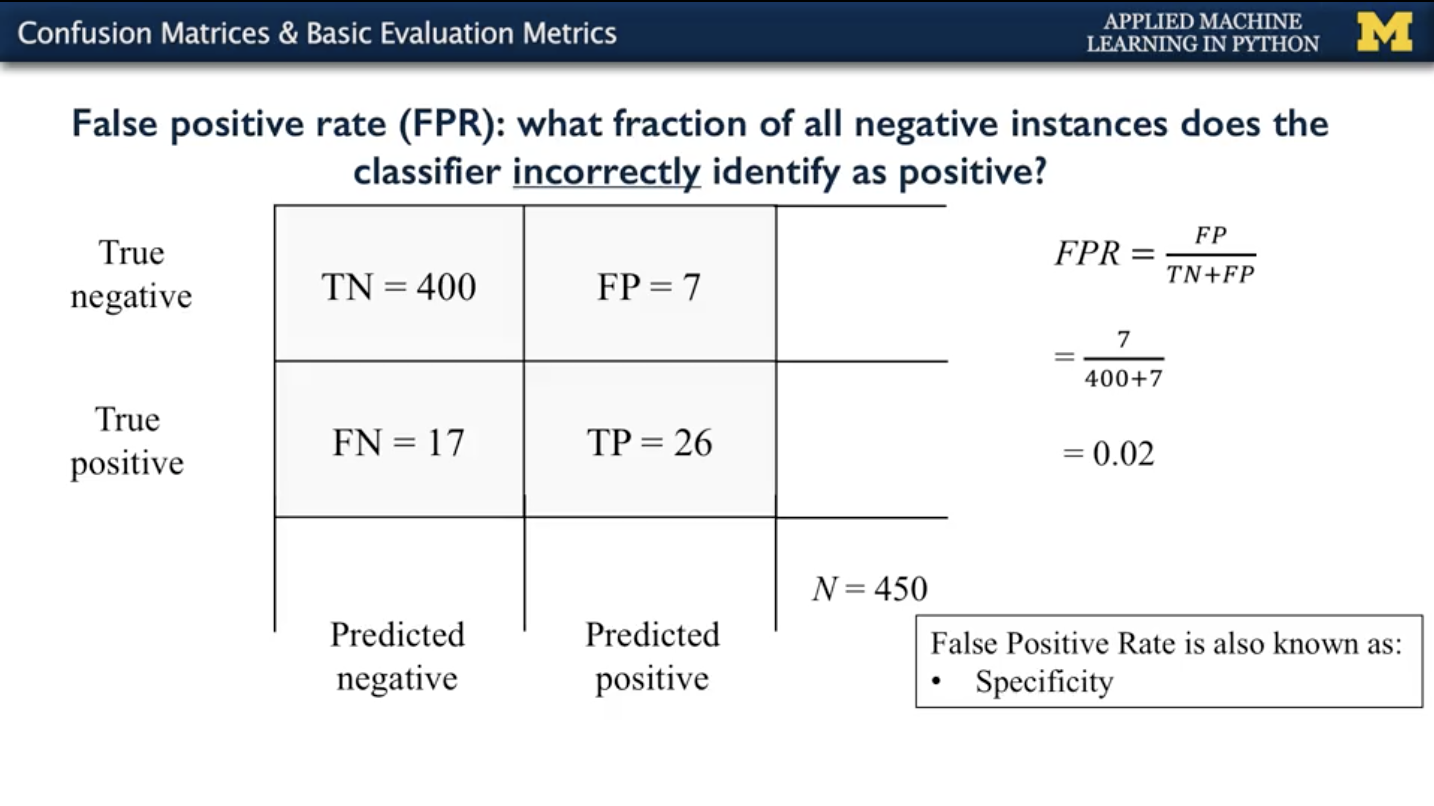 Confusion Matrices & Basic Evaluation Metrics
APPLIED MACHINE
LEARNING IN PYTHON
M
False positive rate (FPR): what fraction of all negative instances does the
classifier incorrectly identify as positive?
True
negative
TN = 400
FP = 7
True
positive
FN = 17
TP = 26
Predicted
negative
Predicted
positive
N = 450
FPR = FP
TN+FP
= 7
400+7
= 0.02
False Positive Rate is also known as:
• Specificity